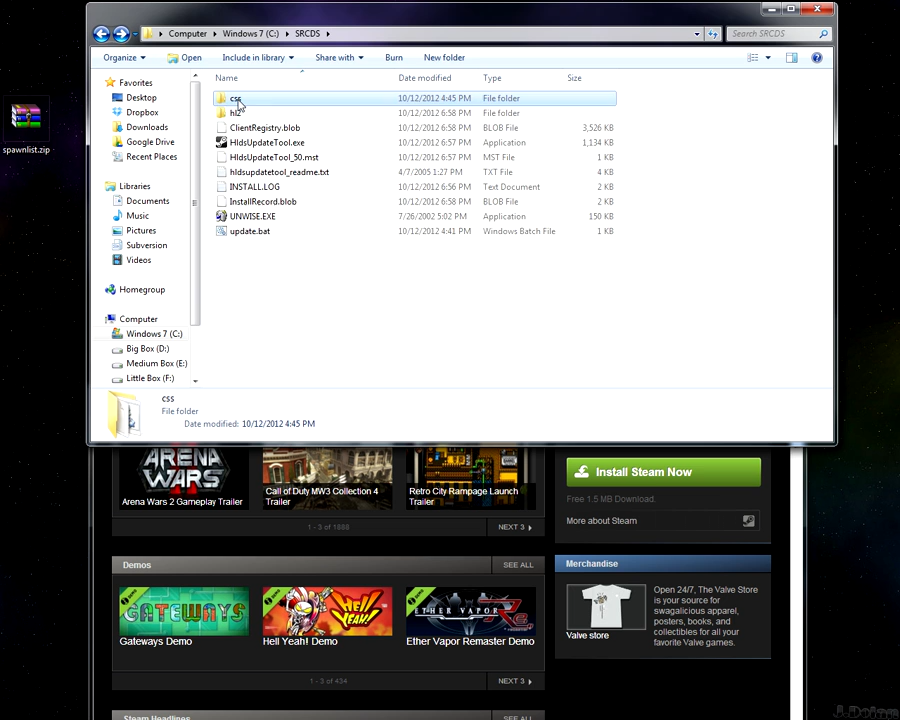 Computer ▸ Windows 7 (C:) ▸ SRCDS ▸
Search SRCDS
Organize
Open
Include in library
Share with
Burn
New folder
Name
Date modified
Type
Size
Favorites
Desktop
Dropbox
Downloads
Google Drive
Recent Places
Libraries
Documents
Music
Pictures
Subversion
Videos
Homegroup
Computer
Windows 7 (C:)
Big Box (D:)
Medium Box (E:)
Little Box (F:)
css 10/12/2012 4:45 PM File folder
hl2 10/12/2012 6:58 PM File folder
ClientRegistry.blob 10/12/2012 6:58 PM BLOB File 3,526 KB
HldsUpdateTool.exe 10/12/2012 6:57 PM Application 1,134 KB
HldsUpdateTool_50.mst 10/12/2012 6:57 PM MST File 1 KB
hldsupdatetool_readme.txt 4/7/2005 1:27 PM TXT File 4 KB
INSTALL.LOG 10/12/2012 6:56 PM Text Document 2 KB
InstallRecord.blob 10/12/2012 6:58 PM BLOB File 2 KB
UNWISE.EXE 7/26/2002 5:02 PM Application 150 KB
update.bat 10/12/2012 4:41 PM Windows Batch File 1 KB
css
File folder
Date modified: 10/12/2012 4:45 PM
spawnlist.zip
ARENA WARS
Arena Wars 2 Gameplay Trailer
Call of Duty MW3 Collection 4 Trailer
Retro City Rampage Launch Trailer
1 - 3 of 1888
NEXT 3
Demos
SEE ALL
GATEWAYS
Gateways Demo
HELL YEAH!
Hell Yeah! Demo
ETHER VAPOR
Ether Vapor Remaster Demo
1 - 3 of 434
NEXT 3
Steam Headlines
SEE ALL
Install Steam Now
Free 1.5 MB Download.
More about Steam
Merchandise
Valve store
Open 24/7, The Valve Store
is your source for
swagalicious apparel,
posters, books, and
collectibles for all your
favorite Valve games.